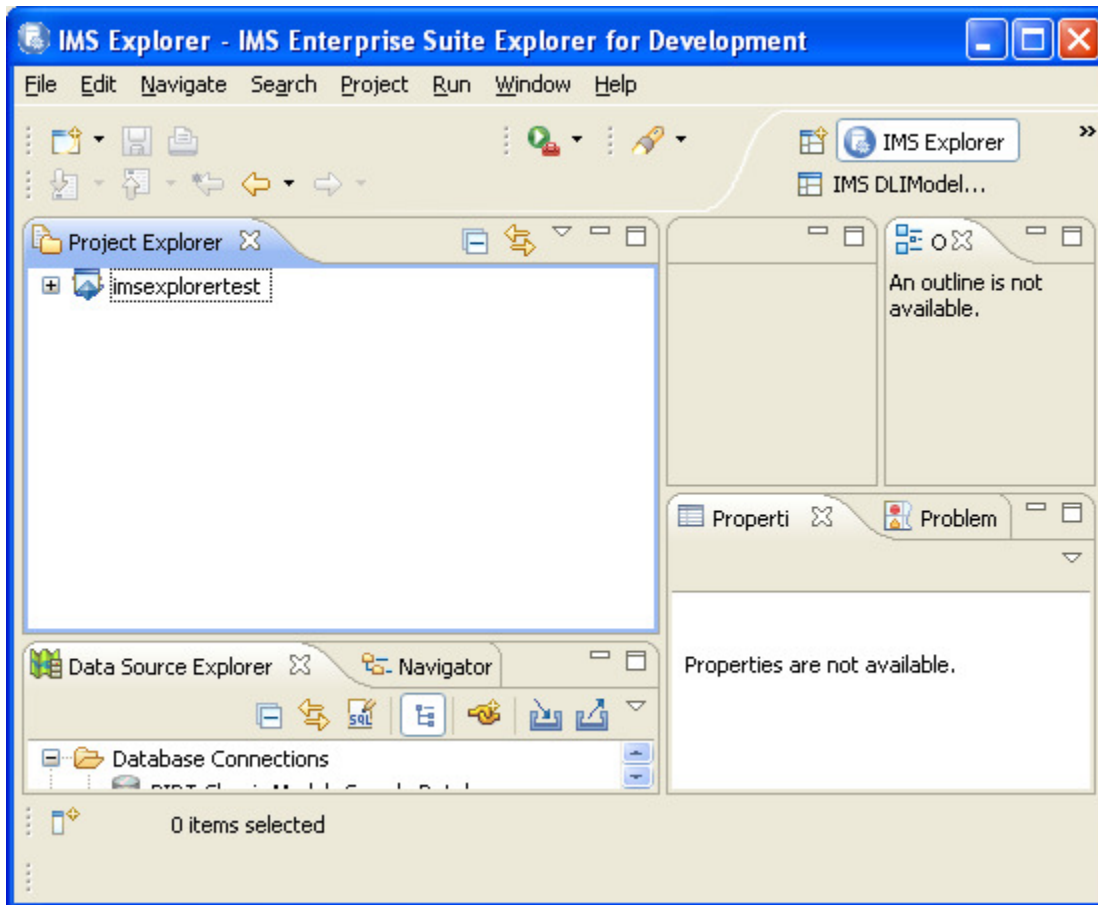 IMS Explorer - IMS Enterprise Suite Explorer for Development
File Edit Navigate Search Project Run Window Help
IMS Explorer
IMS DLIModel...
Project Explorer
imsexplorertest
O
An outline is not
available.
Properti
Problem
Properties are not available.
Data Source Explorer
Navigator
SQL
Database Connections
0 items selected